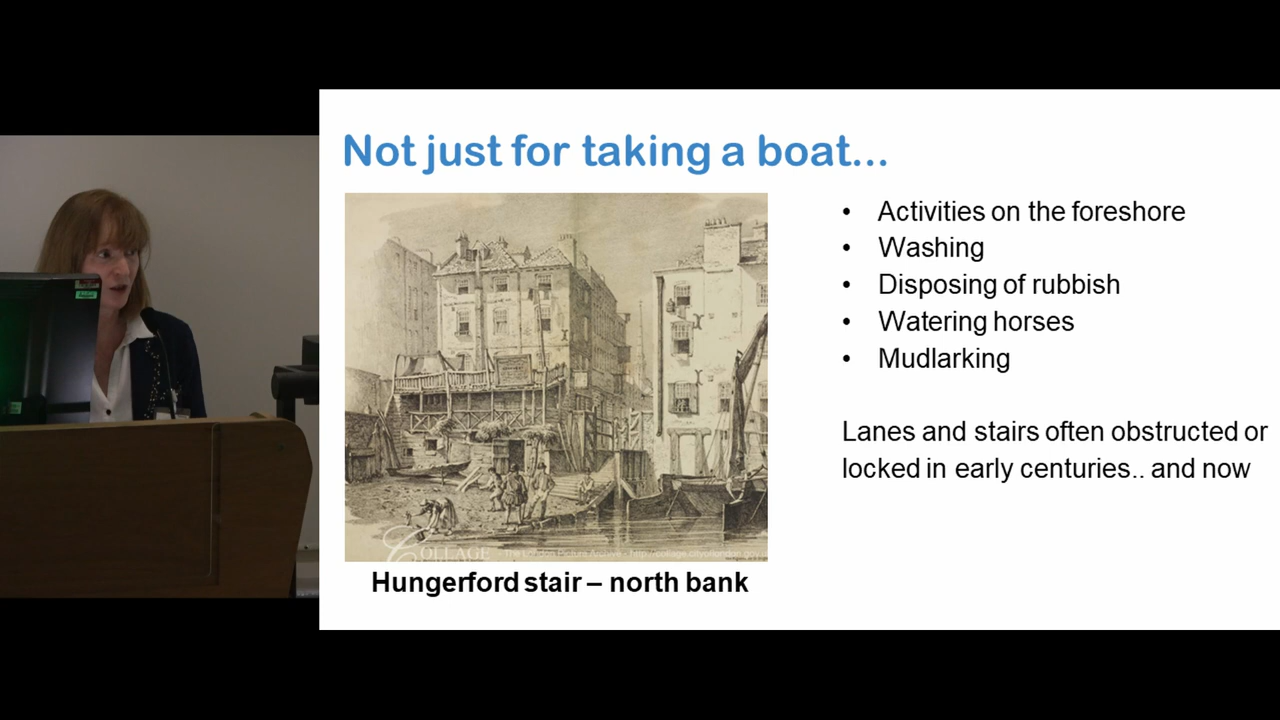 Not just for taking a boat...
• Activities on the foreshore
• Washing
• Disposing of rubbish
• Watering horses
• Mudlarking
Lanes and stairs often obstructed or
locked in early centuries.. and now
COLLAGE
Hungerford stair – north bank